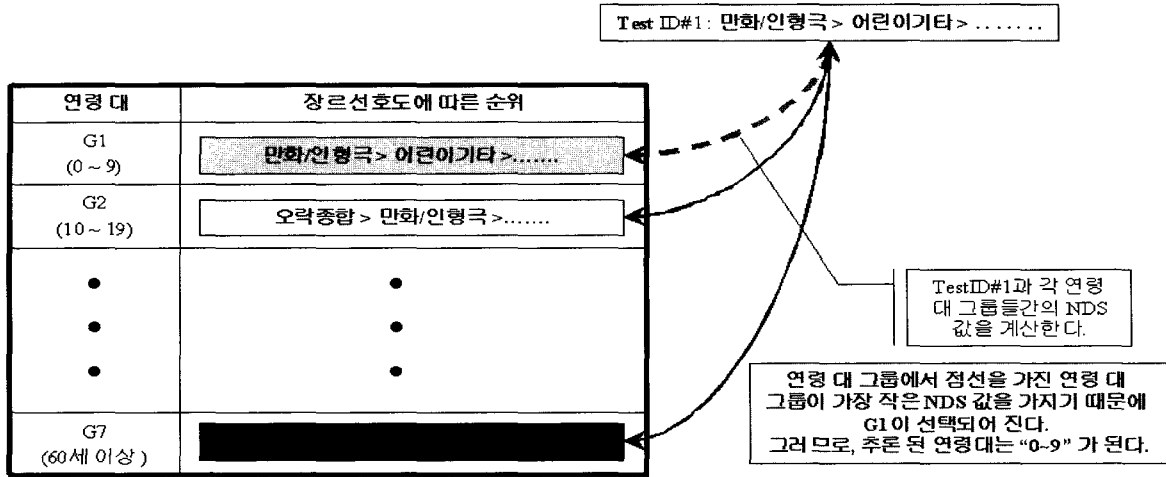 Test ID#1 : 만화/인형극 > 어린이기타 > ........
연령 대
장르선호도에 따른 순위
G1
(0 ~ 9)
만화/인형극 > 어린이기타 >.......
G2
(10 ~ 19)
오락종합 > 만화/인형극 >.......
G7
(60세 이상 )
TestID#1과 각 연령
대 그룹들간의 NDS
값을 계산한다.
연령 대 그룹에서 점선을 가진 연령 대
그룹이 가장 작은 NDS 값을 가지기 때문에
G1이 선택되어 진다.
그러 므로, 추론 된 연령대는 “0~9” 가 된다.